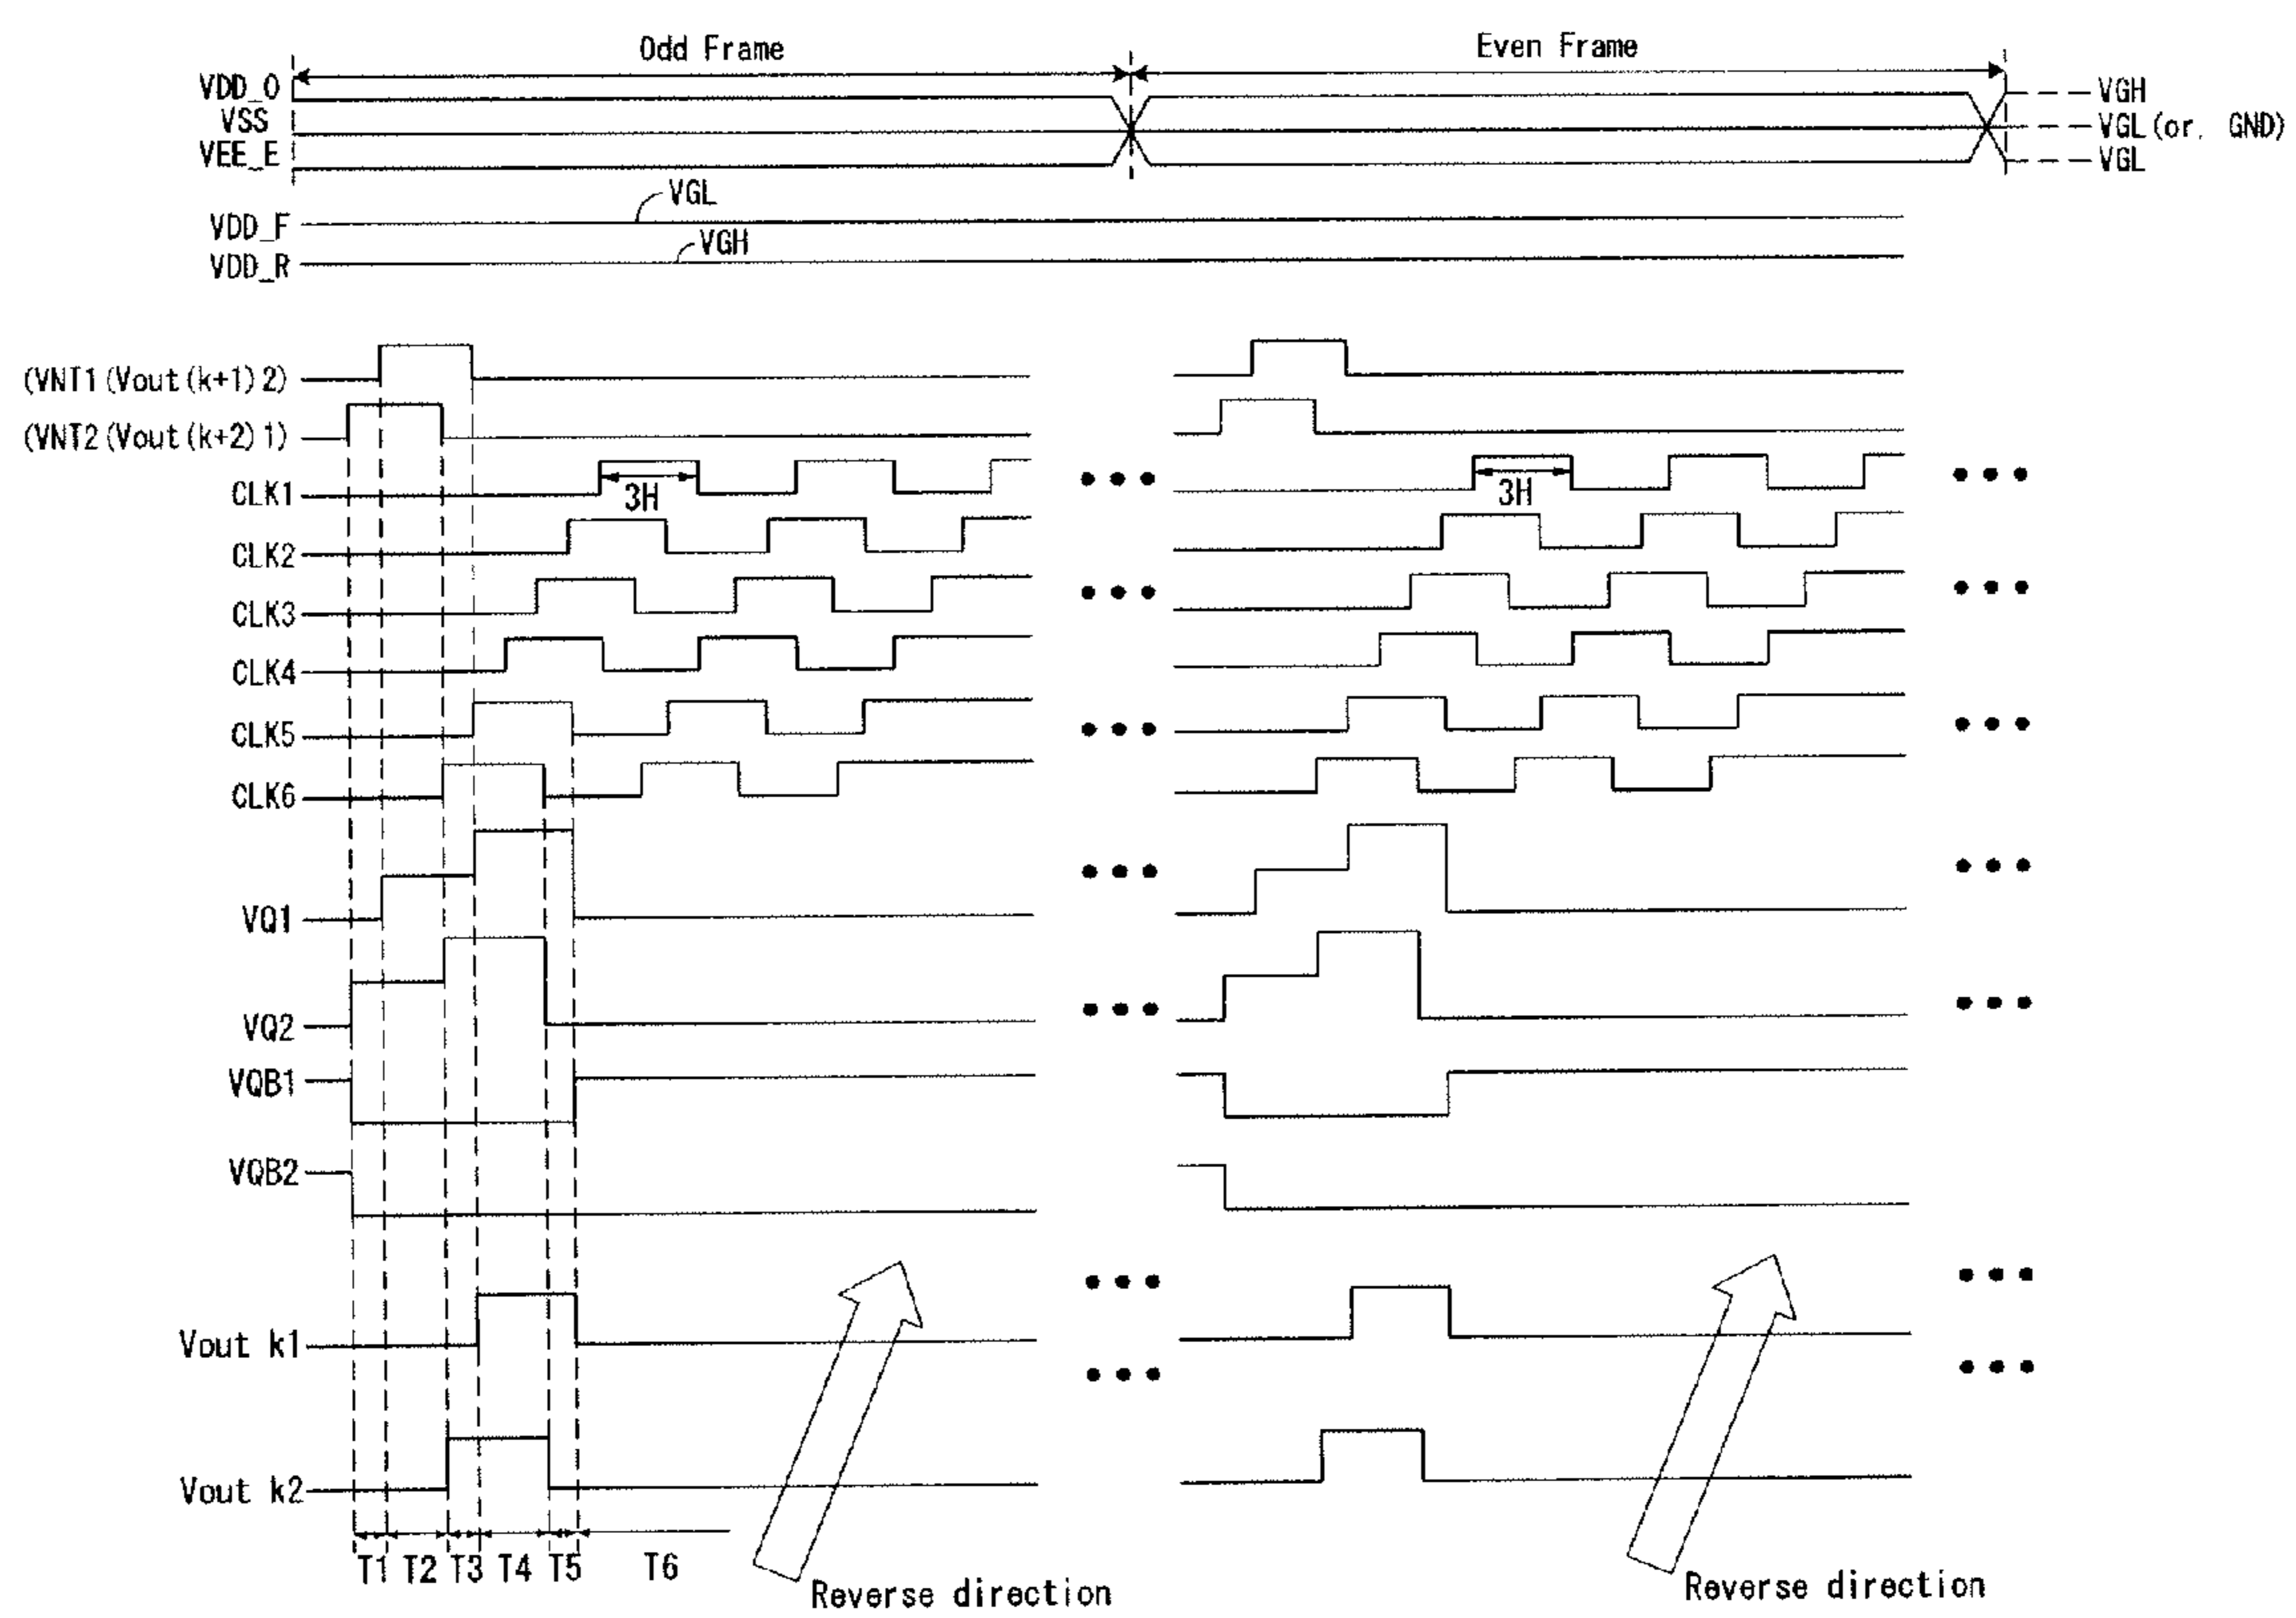 Odd Frame
Even Frame
VDD_O
VGH
VSS
VGL(or. GND)
VEE_E
VGL
VGL
VDD_F
VGH
VDD_R
(VNT1(Vout(k+1)2)
(VNT2(Vout(k+2)1)
CLK1
3H
3H
CLK2
CLK3
CLK4
CLK5
CLK6
VQ1
VQ2
VQB1
VQB2
Vout k1
Vout k2
T1 T2 T3 T4 T5 T6
Reverse direction
Reverse direction